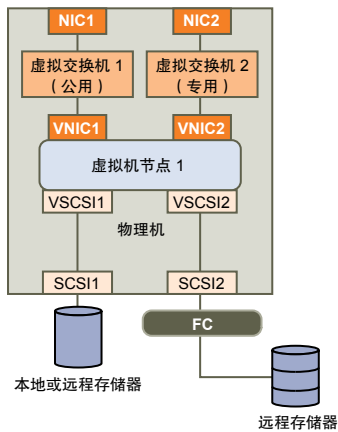 NIC1 NIC2
虚拟交换机 1 虚拟交换机 2
(公用) (专用)
VNIC1 VNIC2
虚拟机节点 1
VSCSI1 VSCSI2
物理机
SCSI1 SCSI2
FC
本地或远程存储器
远程存储器